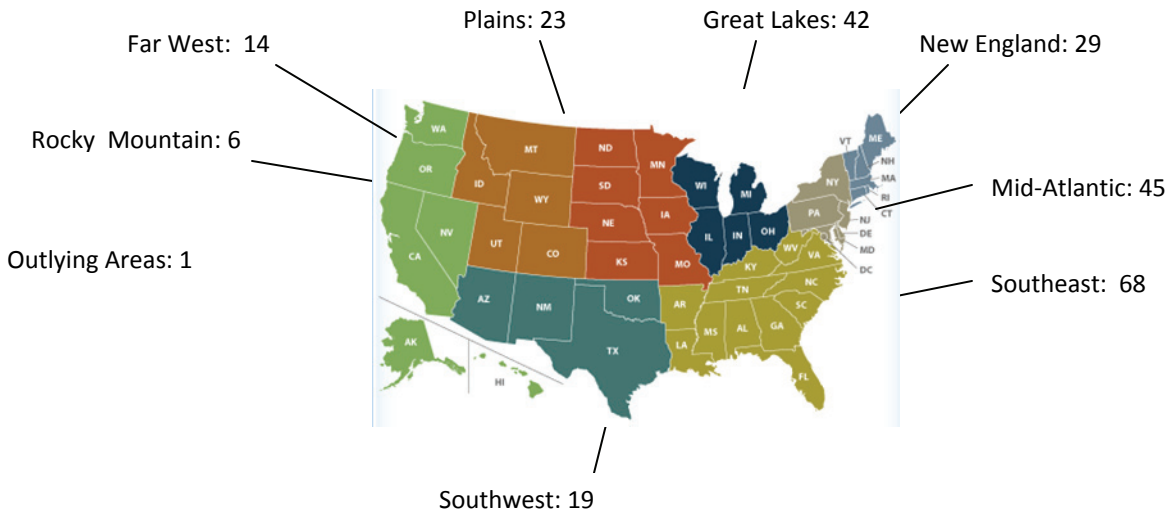 Plains: 23
Great Lakes: 42
Far West: 14
New England: 29
Rocky Mountain: 6
Mid-Atlantic: 45
Outlying Areas: 1
Southeast: 68
Southwest: 19
WA
OR
CA
NV
ID
MT
WY
UT
CO
AZ
NM
TX
OK
ND
SD
NE
KS
MN
IA
MO
WI
MI
IL
IN
OH
KY
TN
AR
LA
MS
AL
GA
FL
SC
NC
VA
WV
PA
NY
VT
ME
NH
MA
RI
CT
NJ
DE
MD
DC
AK
HI